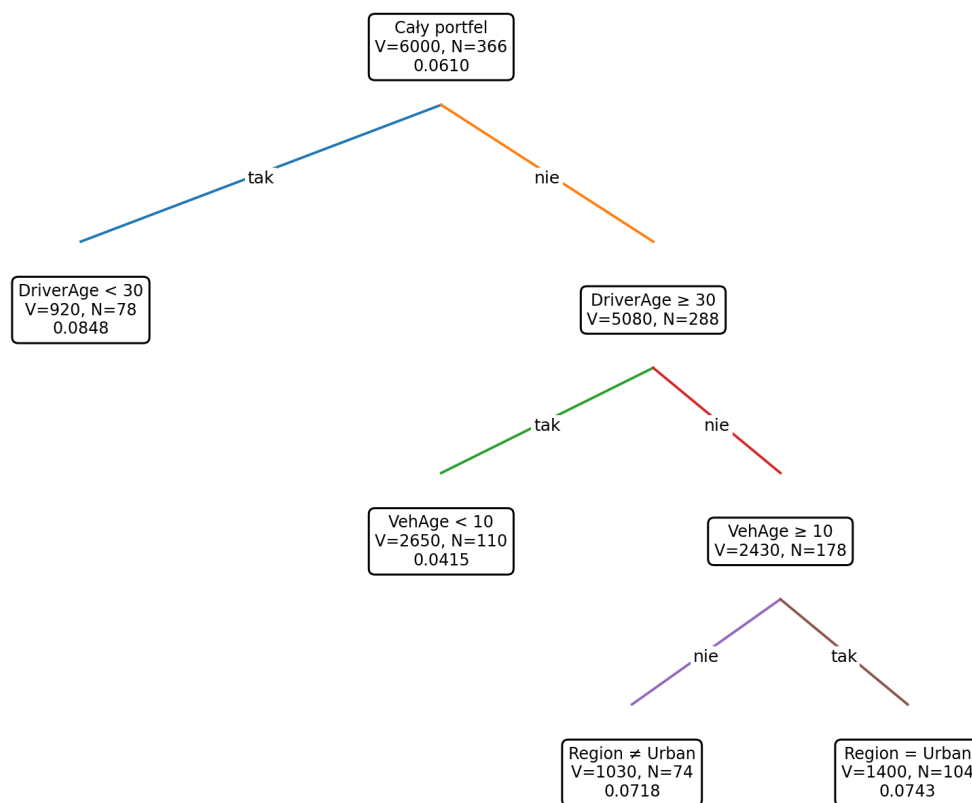 Cały portfel
V=6000, N=366
0.0610
tak
nie
DriverAge < 30
V=920, N=78
0.0848
DriverAge ≥ 30
V=5080, N=288
tak
nie
VehAge < 10
V=2650, N=110
0.0415
VehAge ≥ 10
V=2430, N=178
nie
tak
Region ≠ Urban
V=1030, N=74
0.0718
Region = Urban
V=1400, N=104
0.0743